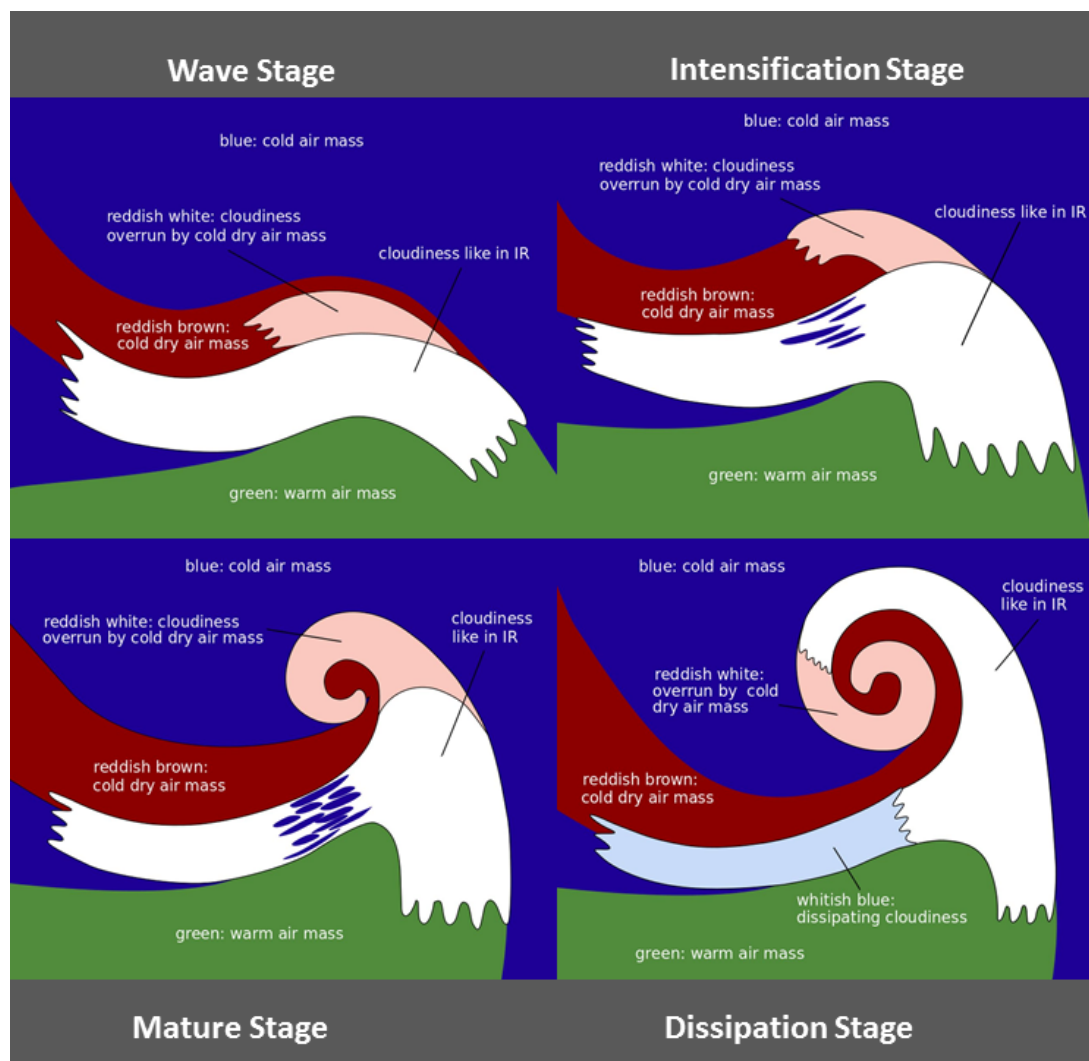 Wave Stage
Intensification Stage
blue: cold air mass
reddish white: cloudiness
overrun by cold dry air mass
cloudiness like in IR
reddish brown:
cold dry air mass
green: warm air mass
blue: cold air mass
reddish white: cloudiness
overrun by cold dry air mass
cloudiness like in IR
reddish brown:
cold dry air mass
green: warm air mass
blue: cold air mass
reddish white: cloudiness
overrun by cold dry air mass
cloudiness
like in IR
reddish brown:
cold dry air mass
green: warm air mass
blue: cold air mass
cloudiness
like in IR
reddish white:
overrun by cold
dry air mass
reddish brown:
cold dry air mass
whitish blue:
dissipating cloudiness
green: warm air mass
Mature Stage
Dissipation Stage